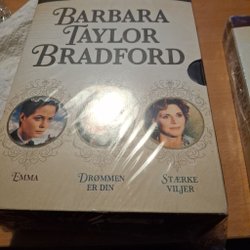 BARBARA
TAYLOR
BRADFORD
EMMA
DRØMMEN
ER DIN
STÆRKE
VILJER